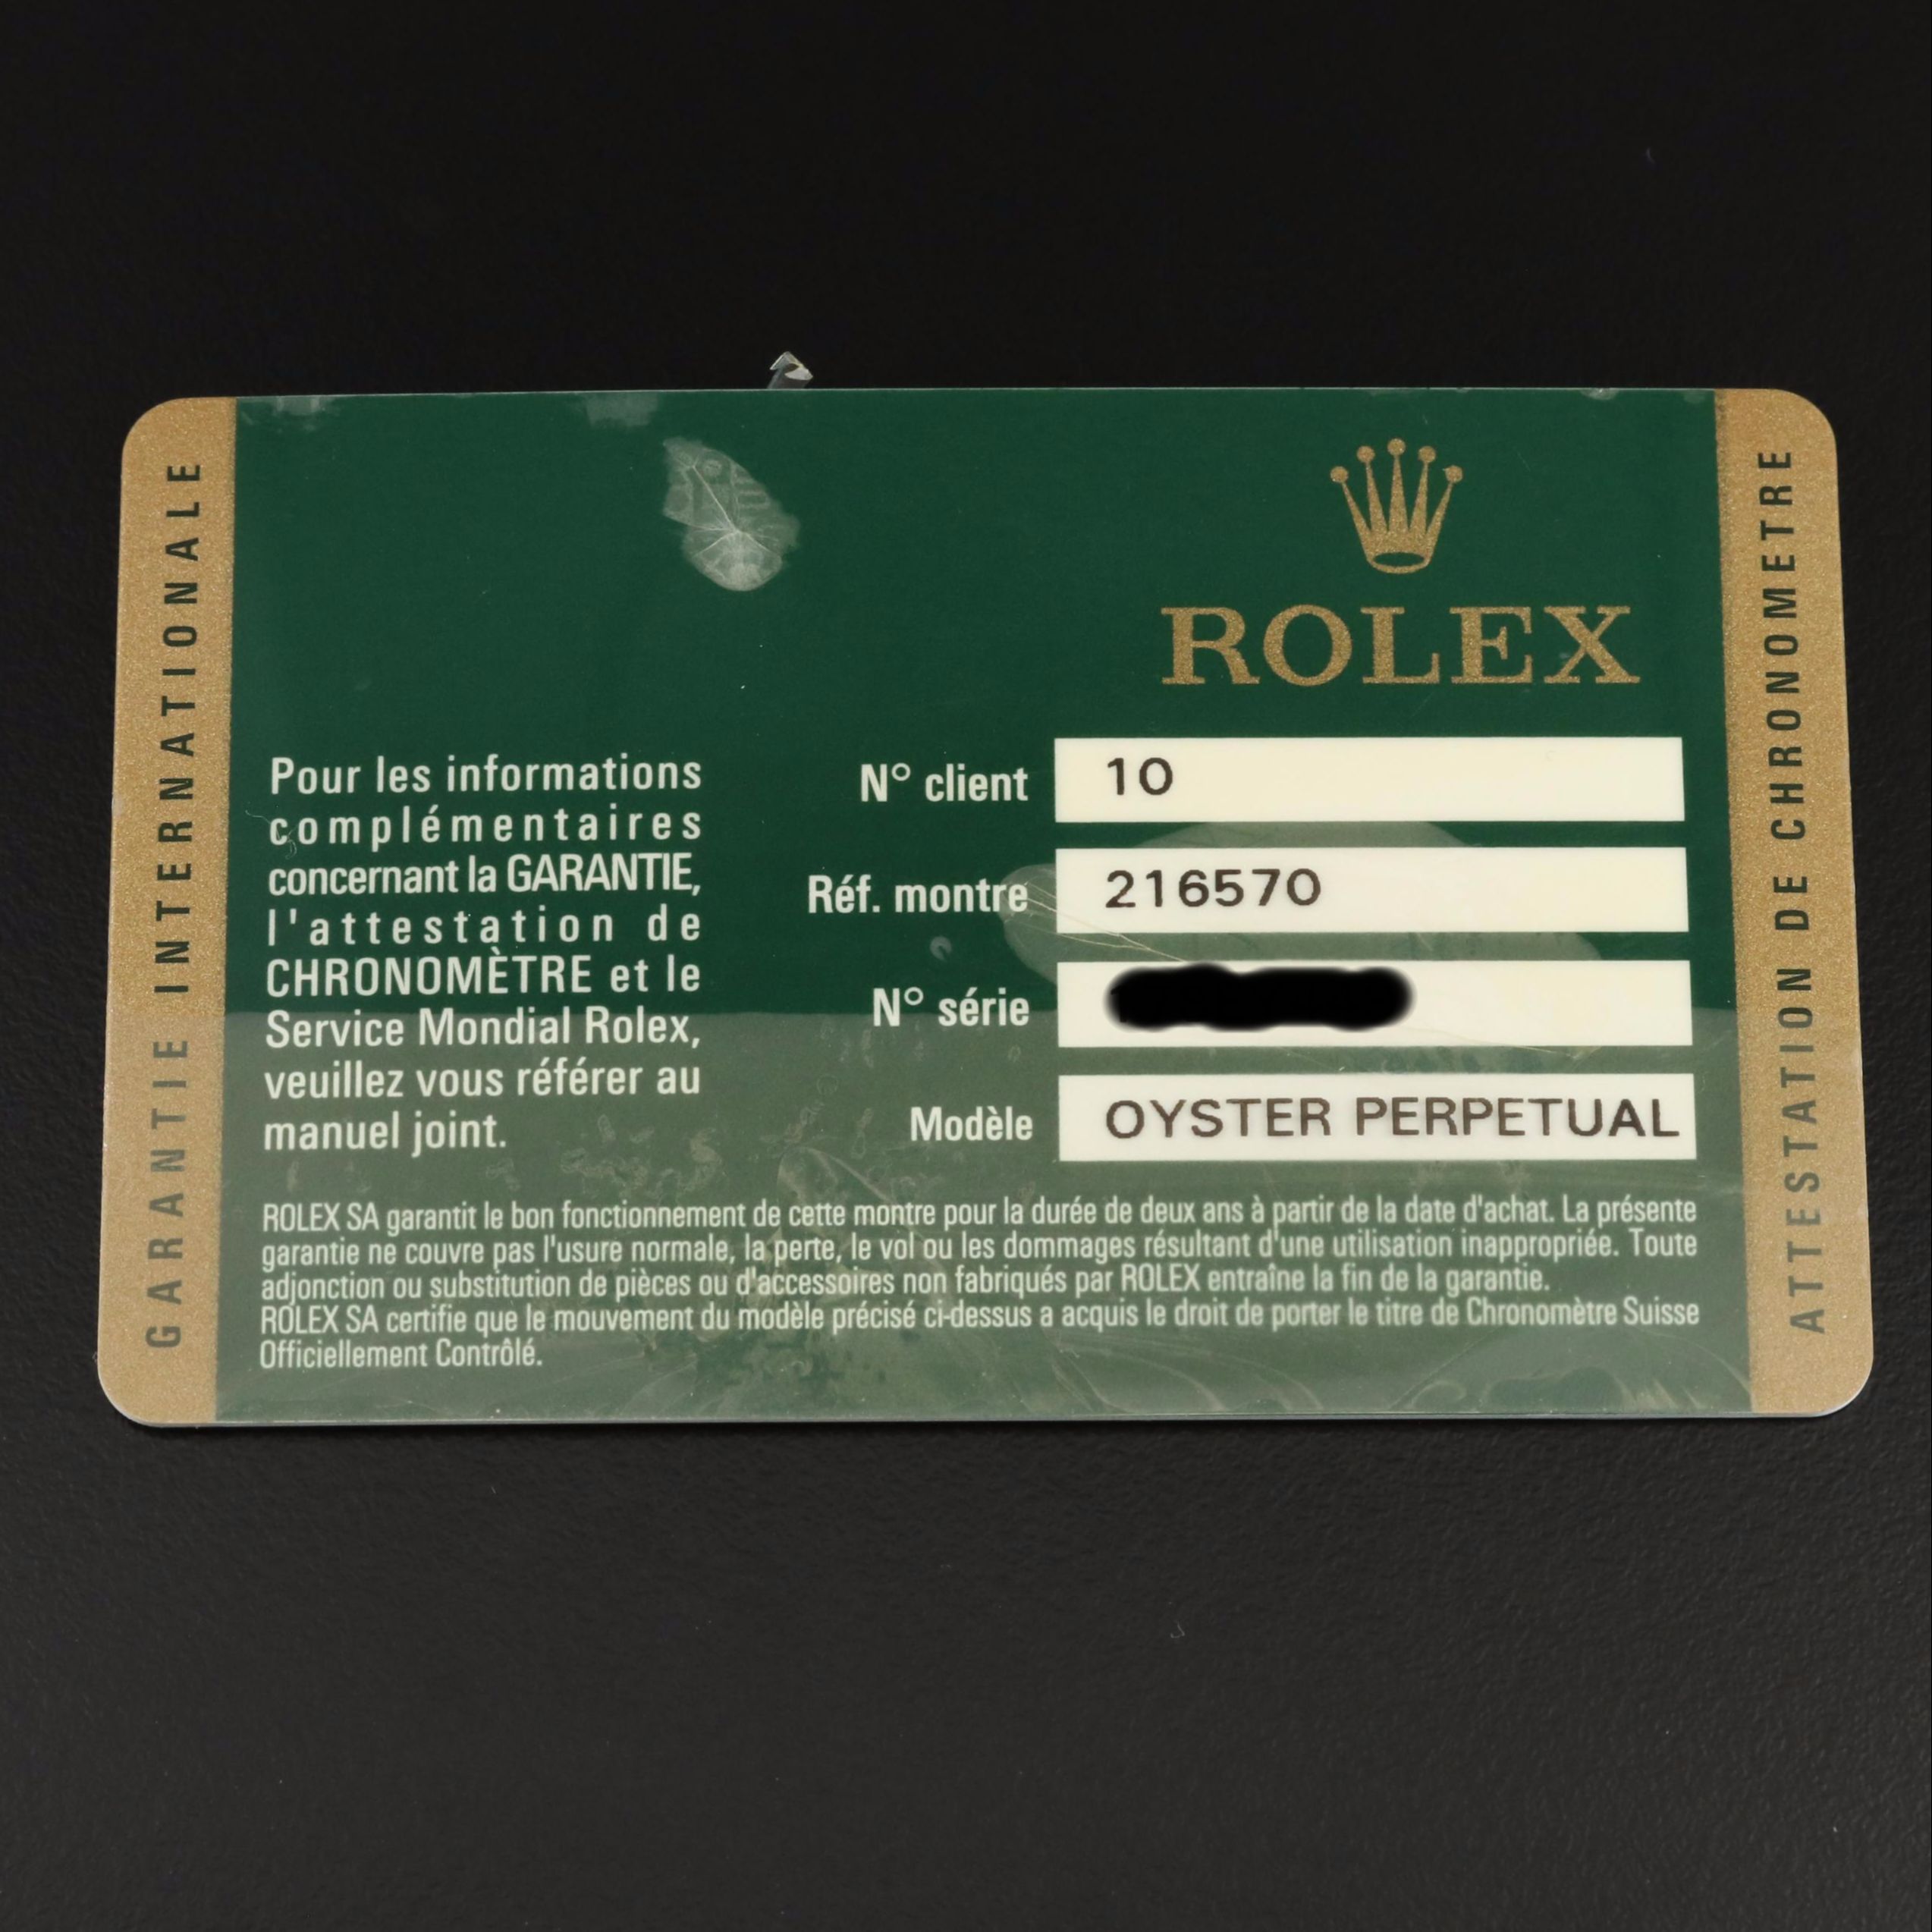 GARANTIE INTERNATIONALE
ROLEX
Pour les informations
complémentaires
concernant la GARANTIE,
l'attestation de
CHRONOMÈTRE et le
Service Mondial Rolex,
veuillez vous référer au
manuel joint.
N° client 10
Réf. montre 216570
N° série
Modèle OYSTER PERPETUAL
ROLEX SA garantit le bon fonctionnement de cette montre pour la durée de deux ans à partir de la date d'achat. La présente
garantie ne couvre pas l'usure normale, la perte, le vol ou les dommages résultant d'une utilisation inappropriée. Toute
adjonction ou substitution de pièces ou d'accessoires non fabriqués par ROLEX entraîne la fin de la garantie.
ROLEX SA certifie que le mouvement du modèle précisé ci-dessus a acquis le droit de porter le titre de Chronomètre Suisse
Officiellement Contrôlé.
ATTESTATION DE CHRONOMETRE